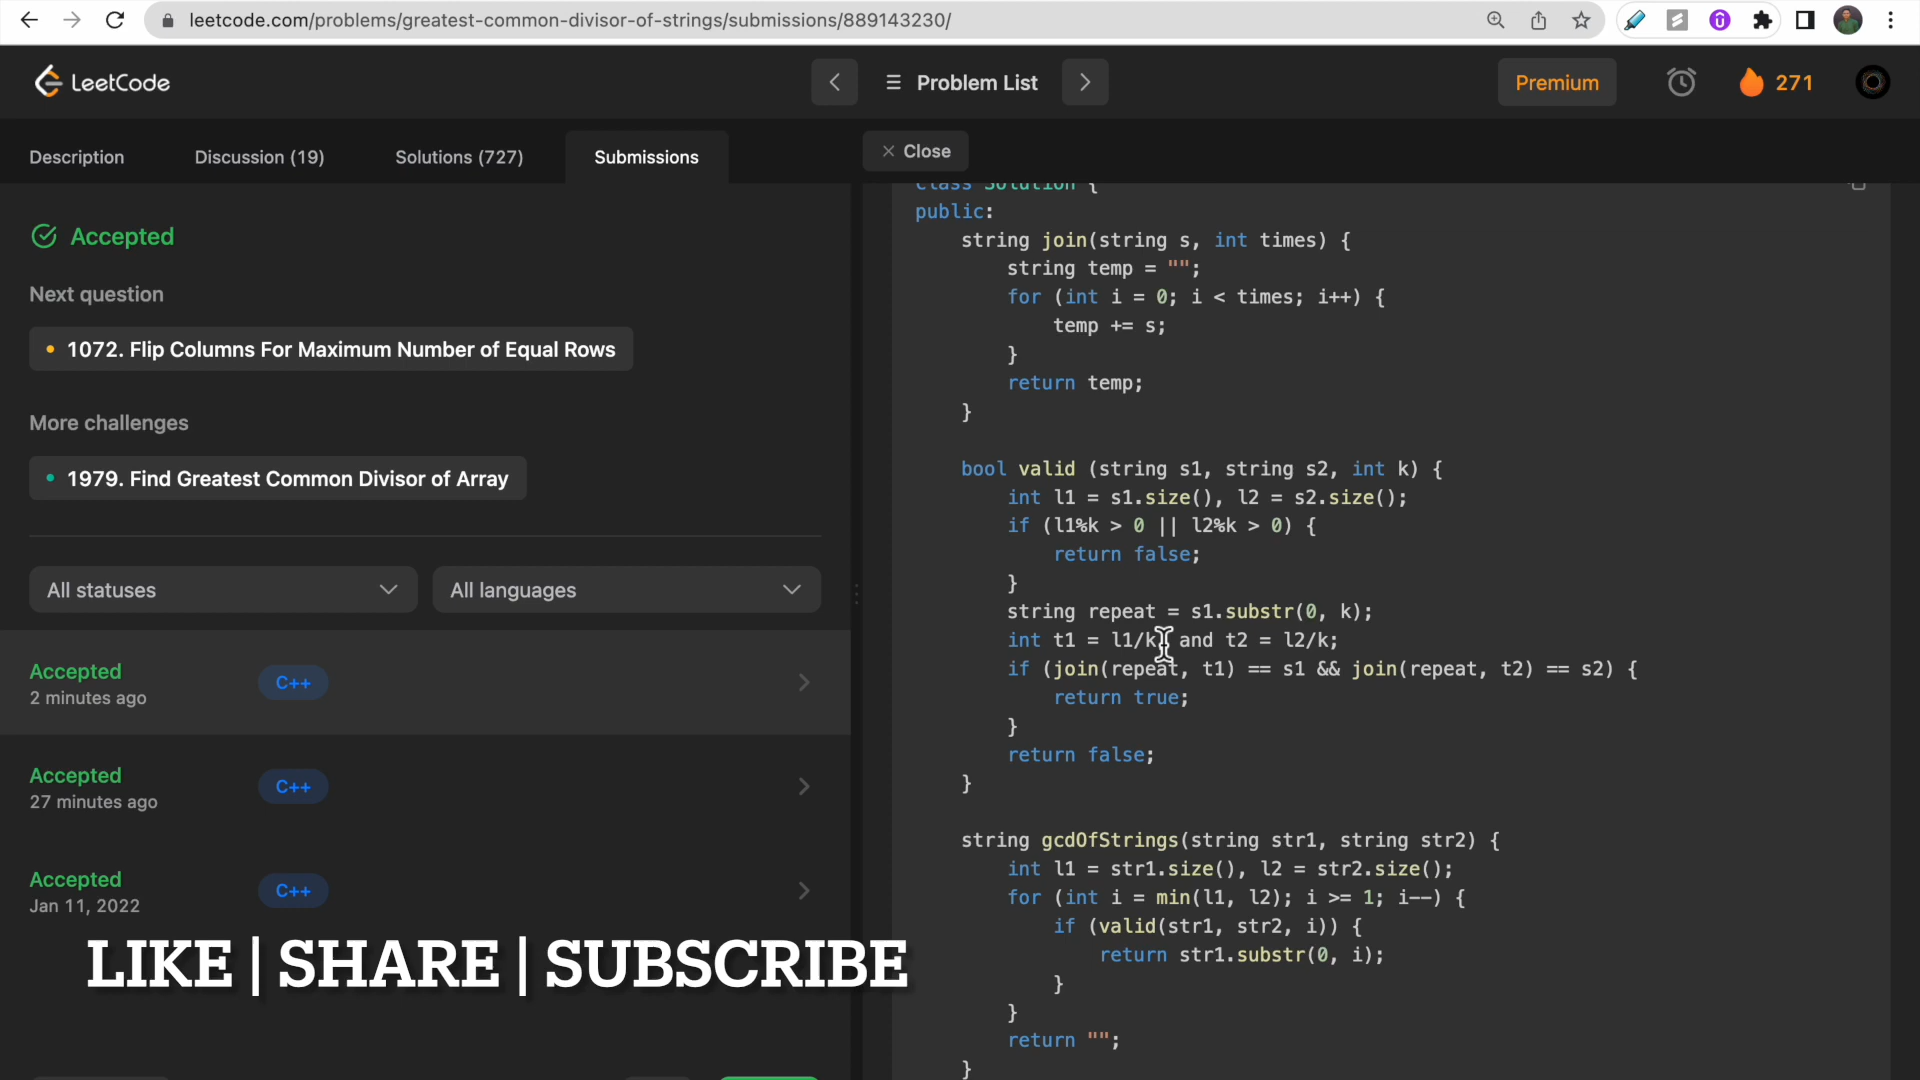 leetcode.com/problems/greatest-common-divisor-of-strings/submissions/889143230/
LeetCode
Problem List
Premium
271
Description
Discussion (19)
Solutions (727)
Submissions
Close
Accepted
Next question
1072. Flip Columns For Maximum Number of Equal Rows
More challenges
1979. Find Greatest Common Divisor of Array
All statuses
All languages
Accepted
2 minutes ago
C++
Accepted
27 minutes ago
C++
Accepted
Jan 11, 2022
C++
LIKE | SHARE | SUBSCRIBE
class Solution {
public:
string join(string s, int times) {
string temp = "";
for (int i = 0; i < times; i++) {
temp += s;
}
return temp;
}
bool valid (string s1, string s2, int k) {
int l1 = s1.size(), l2 = s2.size();
if (l1%k > 0 || l2%k > 0) {
return false;
}
string repeat = s1.substr(0, k);
int t1 = l1/k and t2 = l2/k;
if (join(repeat, t1) == s1 && join(repeat, t2) == s2) {
return true;
}
return false;
}
string gcdOfStrings(string str1, string str2) {
int l1 = str1.size(), l2 = str2.size();
for (int i = min(l1, l2); i >= 1; i--) {
if (valid(str1, str2, i)) {
return str1.substr(0, i);
}
}
return "";
}